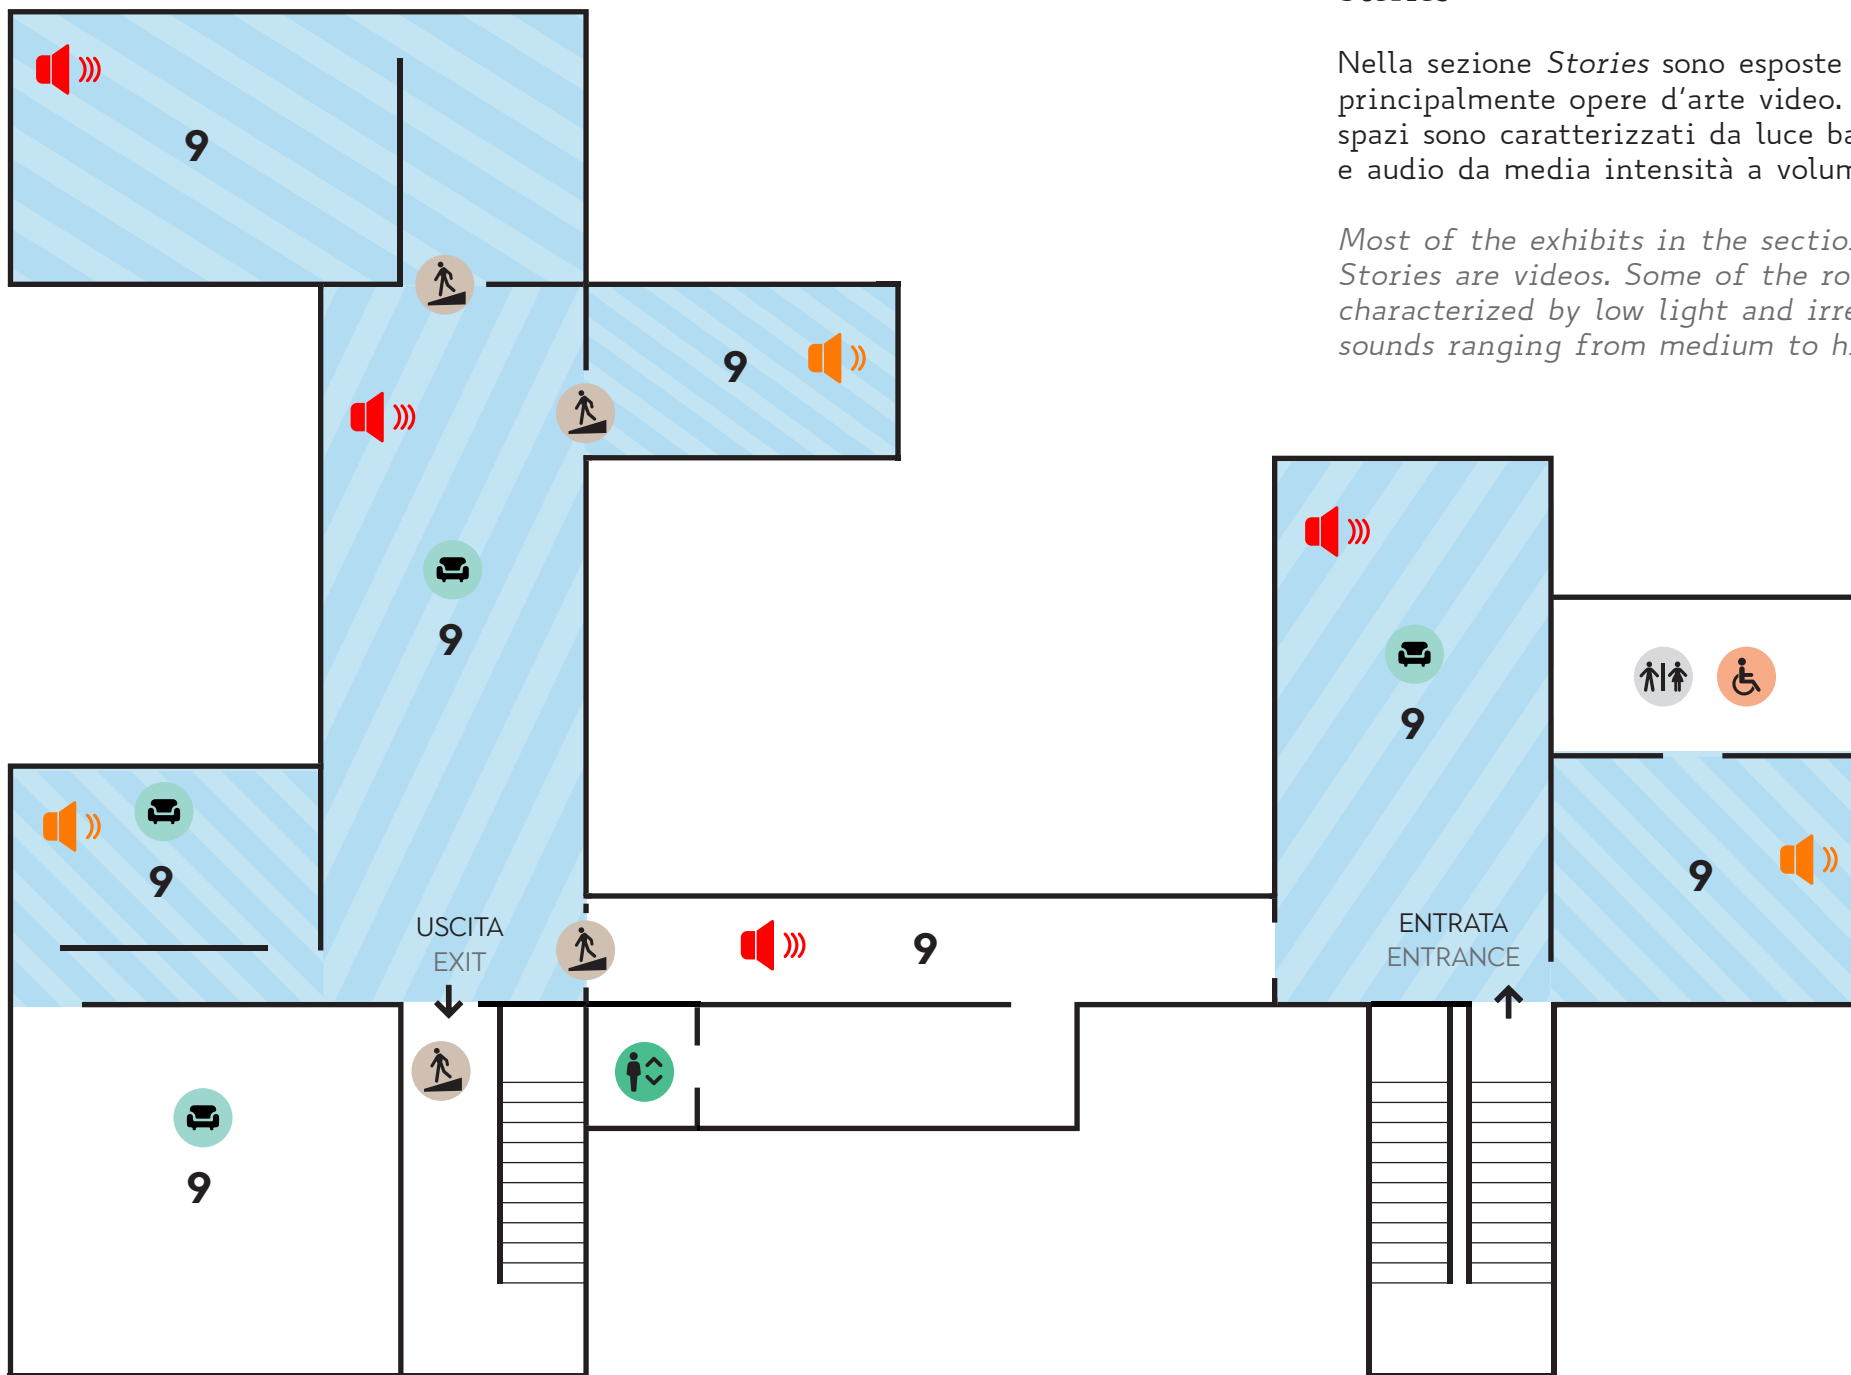 Nella sezione Stories sono esposte
principalmente opere d’arte video.
spazi sono caratterizzati da luce
e audio da media intensità a
Most of the exhibits in the
Stories are videos. Some of the
characterized by low light and
sounds ranging from medium to
9
9
9
9
9
9
9
9
USCITA
EXIT
ENTRATA
ENTRANCE